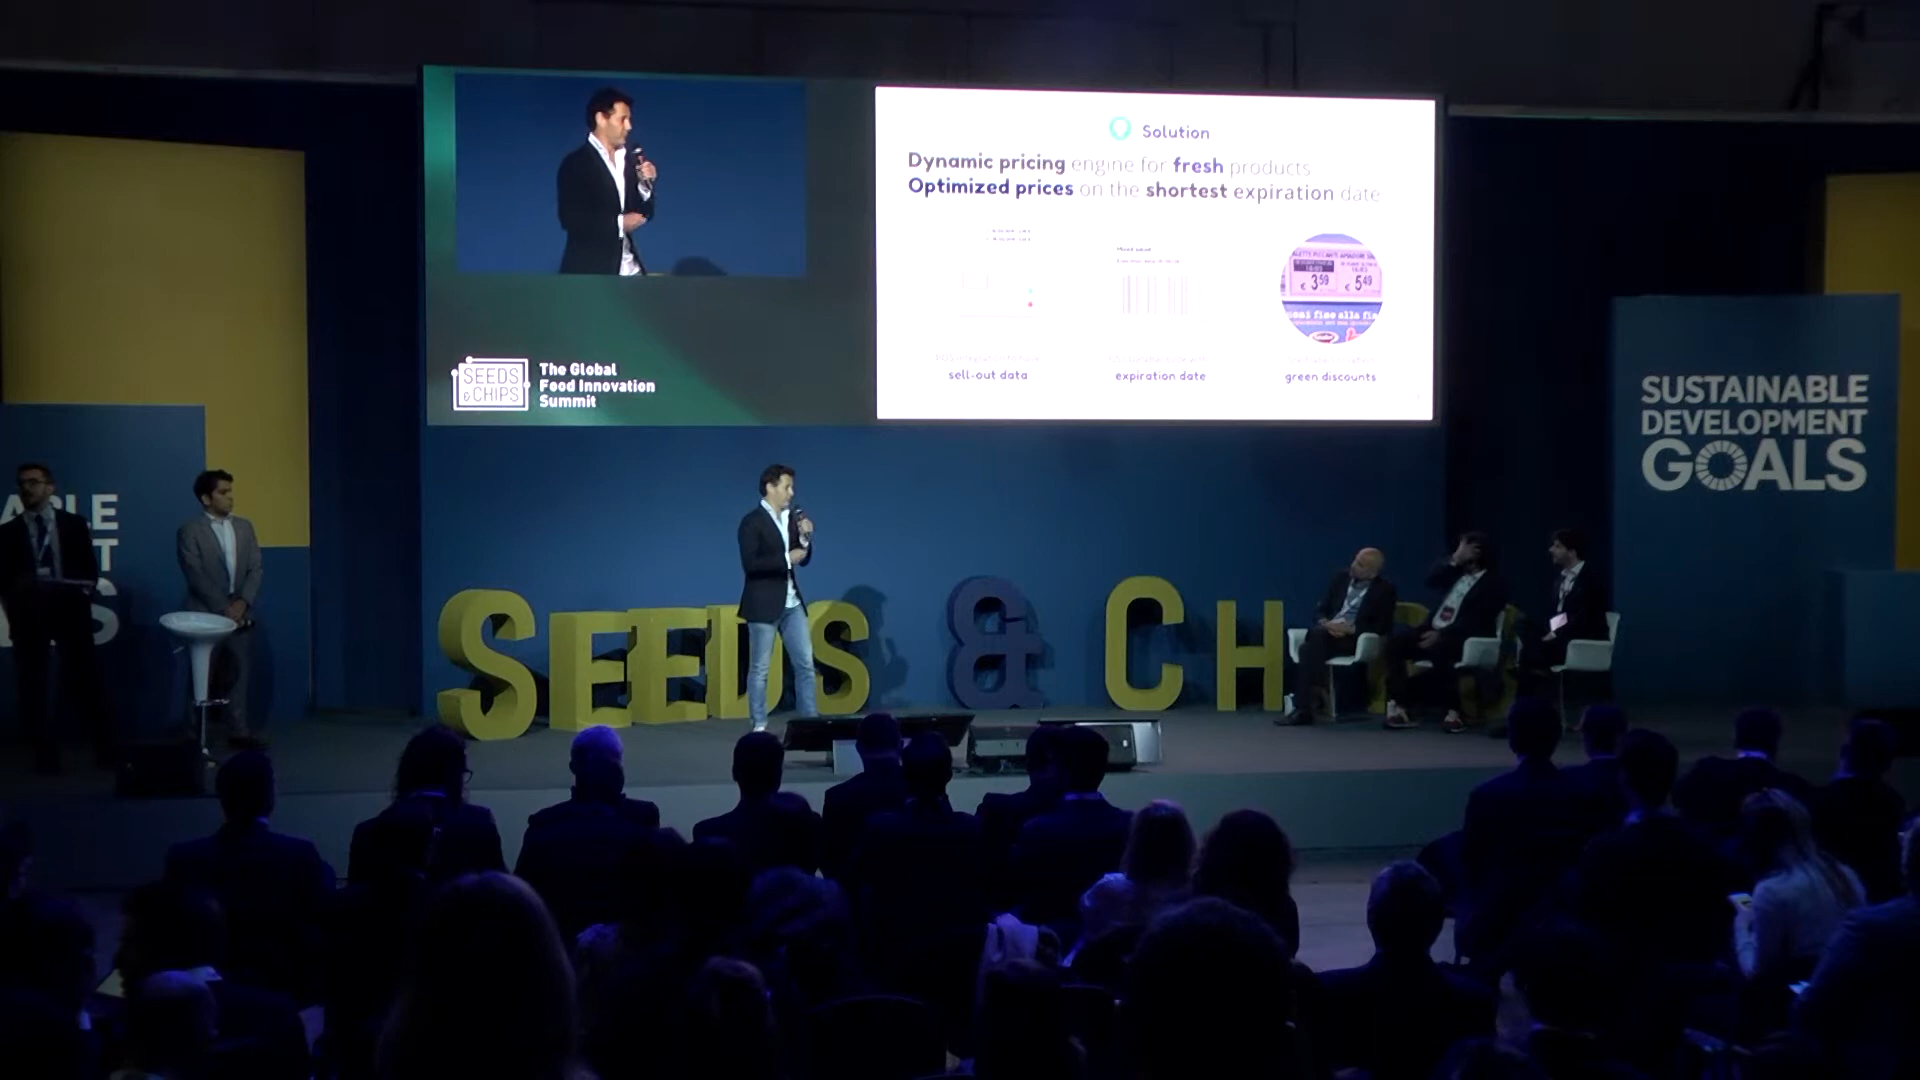 Solution
Dynamic pricing engine for fresh products
Optimized prices on the shortest expiration date
€ 3.59
€ 5.49
sell-out data
expiration date
green discounts
SEEDS
& CHIPS
The Global
Food Innovation
Summit
SUSTAINABLE
DEVELOPMENT
GOALS
SEEDS & CH